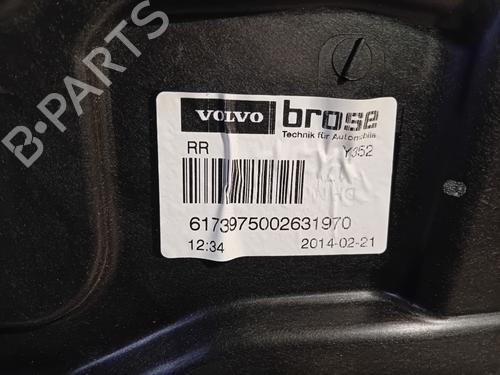 VOLVO brose
Technik für Automobile
RR Y352
6173975002631970
12:34 2014-02-21
B-PARTS